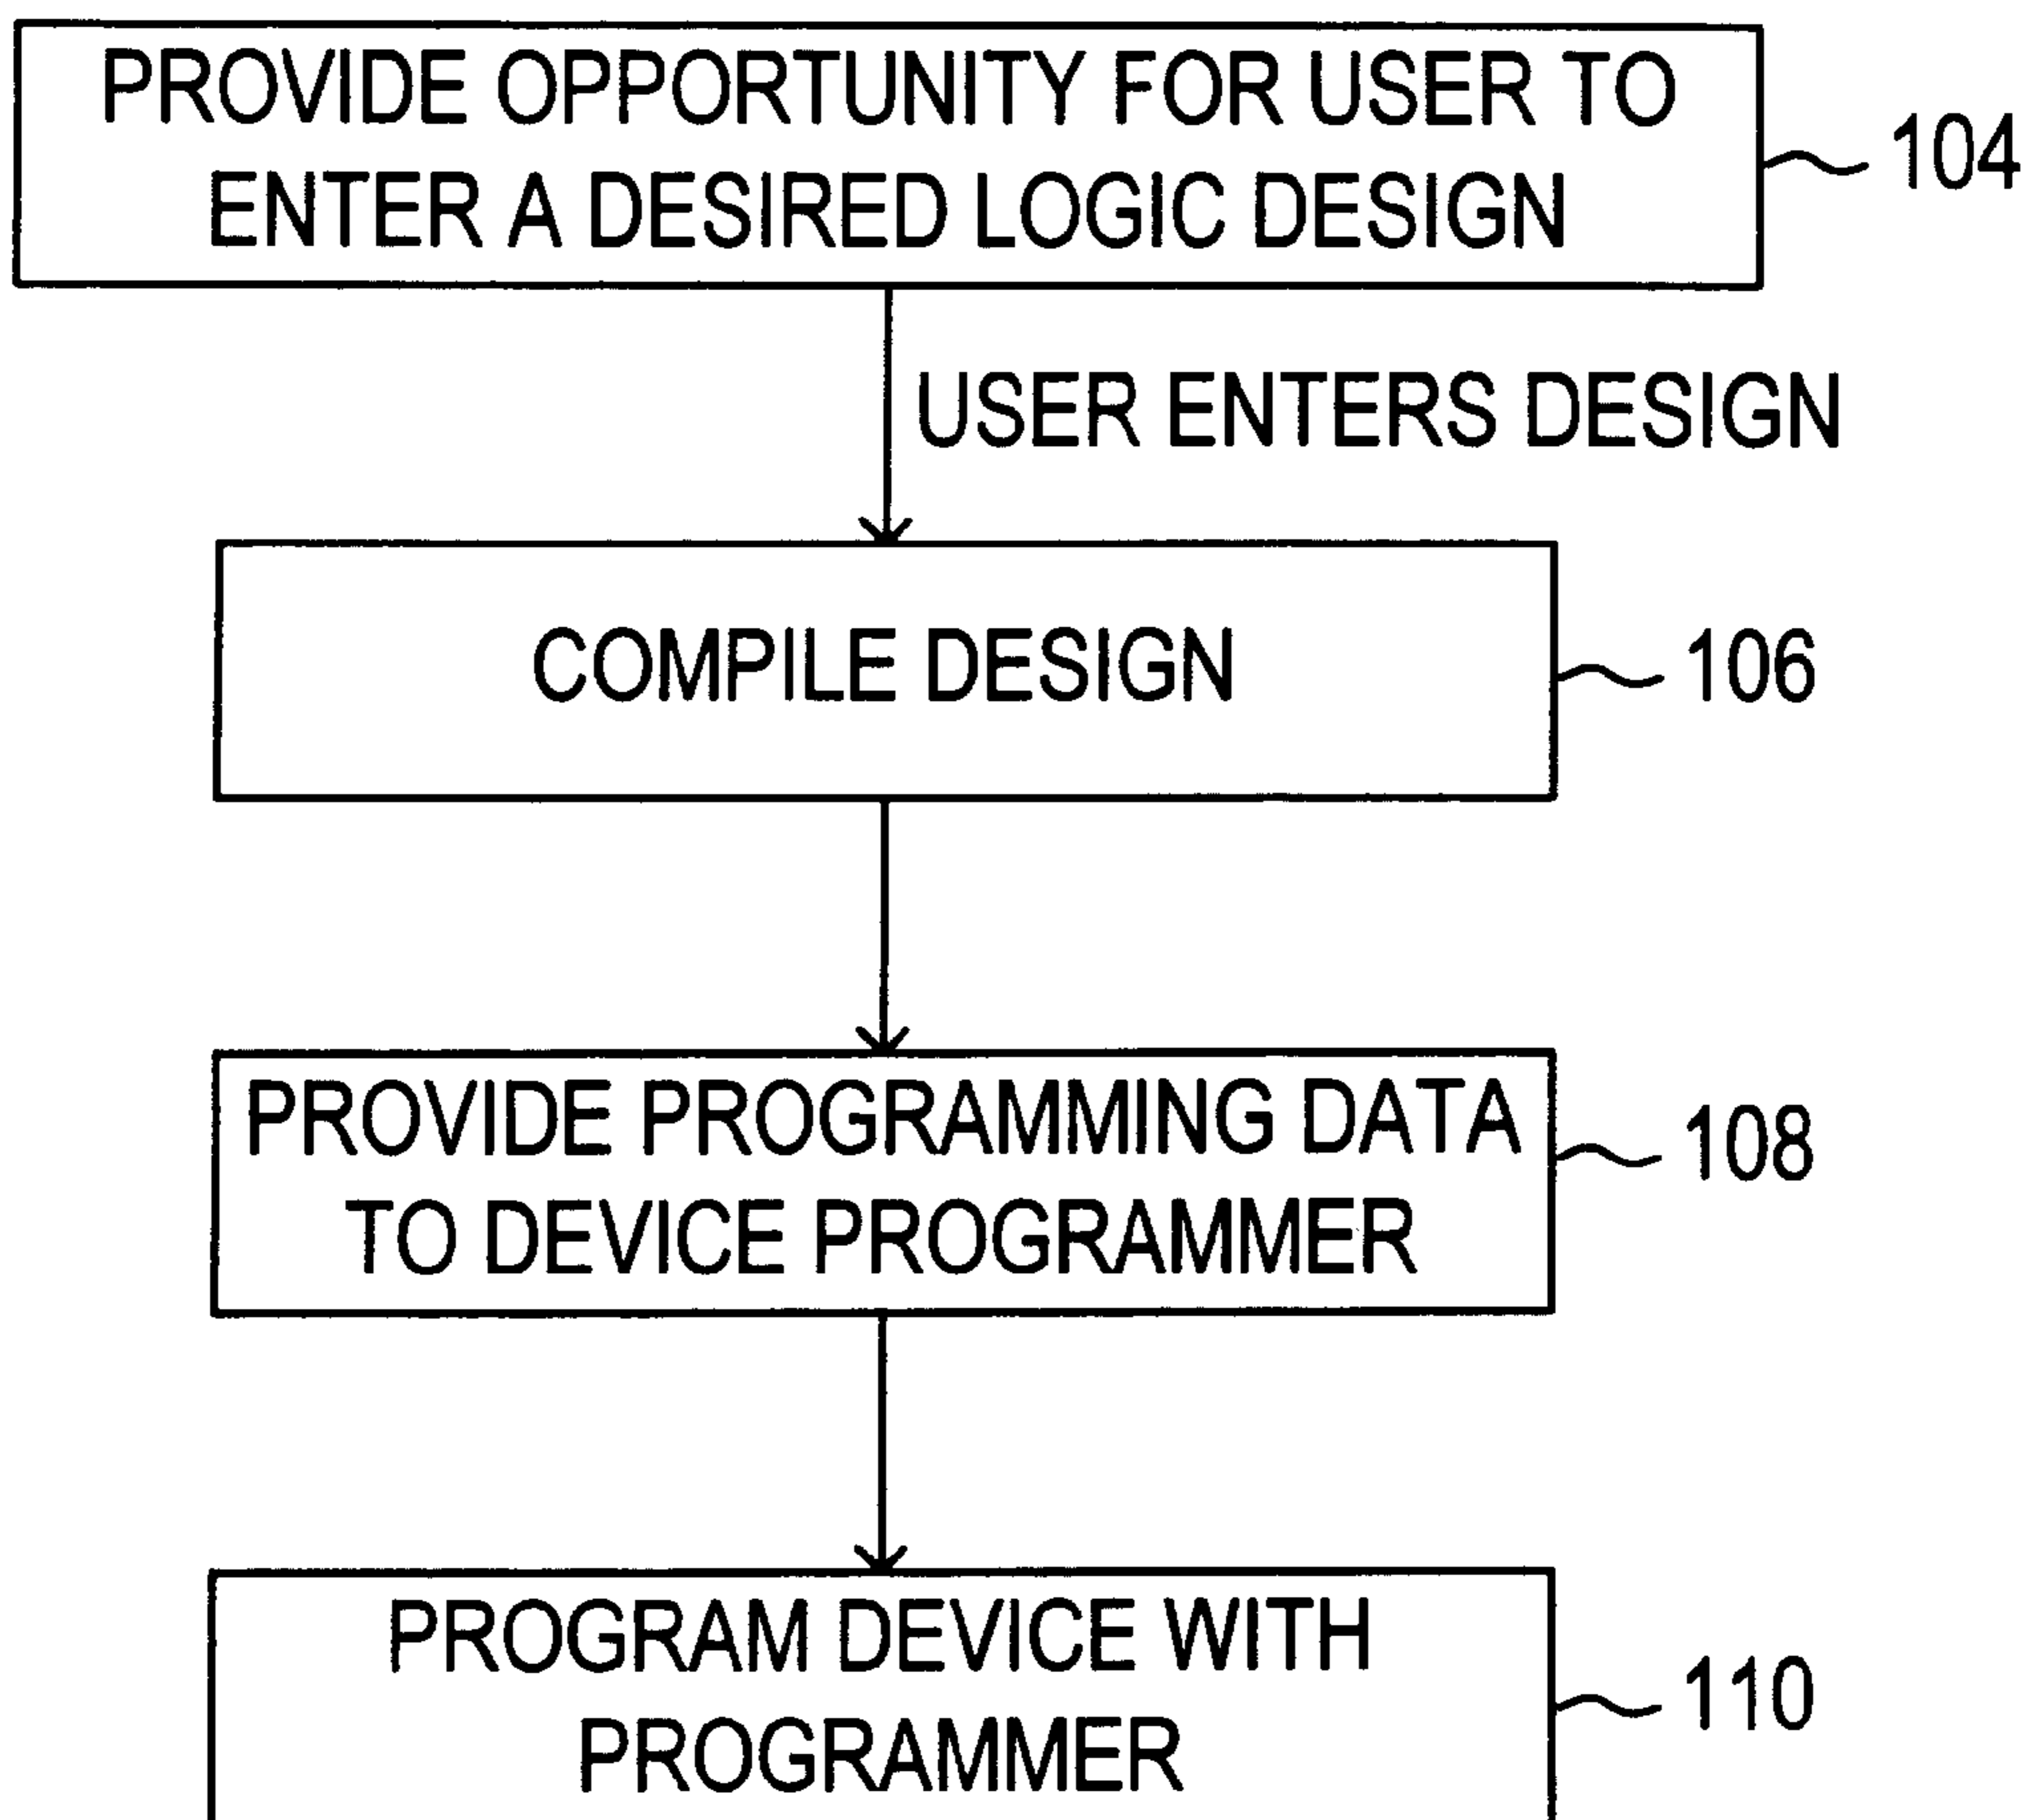 PROVIDE OPPORTUNITY FOR USER TO
ENTER A DESIRED LOGIC DESIGN
104
USER ENTERS DESIGN
COMPILE DESIGN
106
PROVIDE PROGRAMMING DATA
TO DEVICE PROGRAMMER
108
PROGRAM DEVICE WITH
PROGRAMMER
110